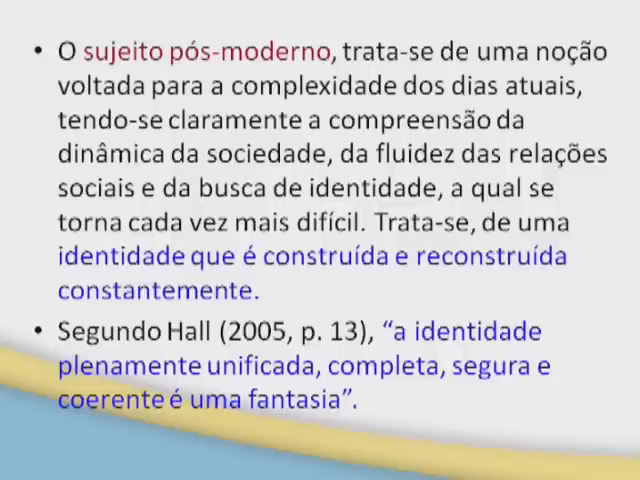 • O sujeito pós-moderno, trata-se de uma noção
voltada para a complexidade dos dias atuais,
tendo-se claramente a compreensão da
dinâmica da sociedade, da fluidez das relações
sociais e da busca de identidade, a qual se
torna cada vez mais difícil. Trata-se, de uma
identidade que é construída e reconstruída
constantemente.
• Segundo Hall (2005, p. 13), “a identidade
plenamente unificada, completa, segura e
coerente é uma fantasia”.